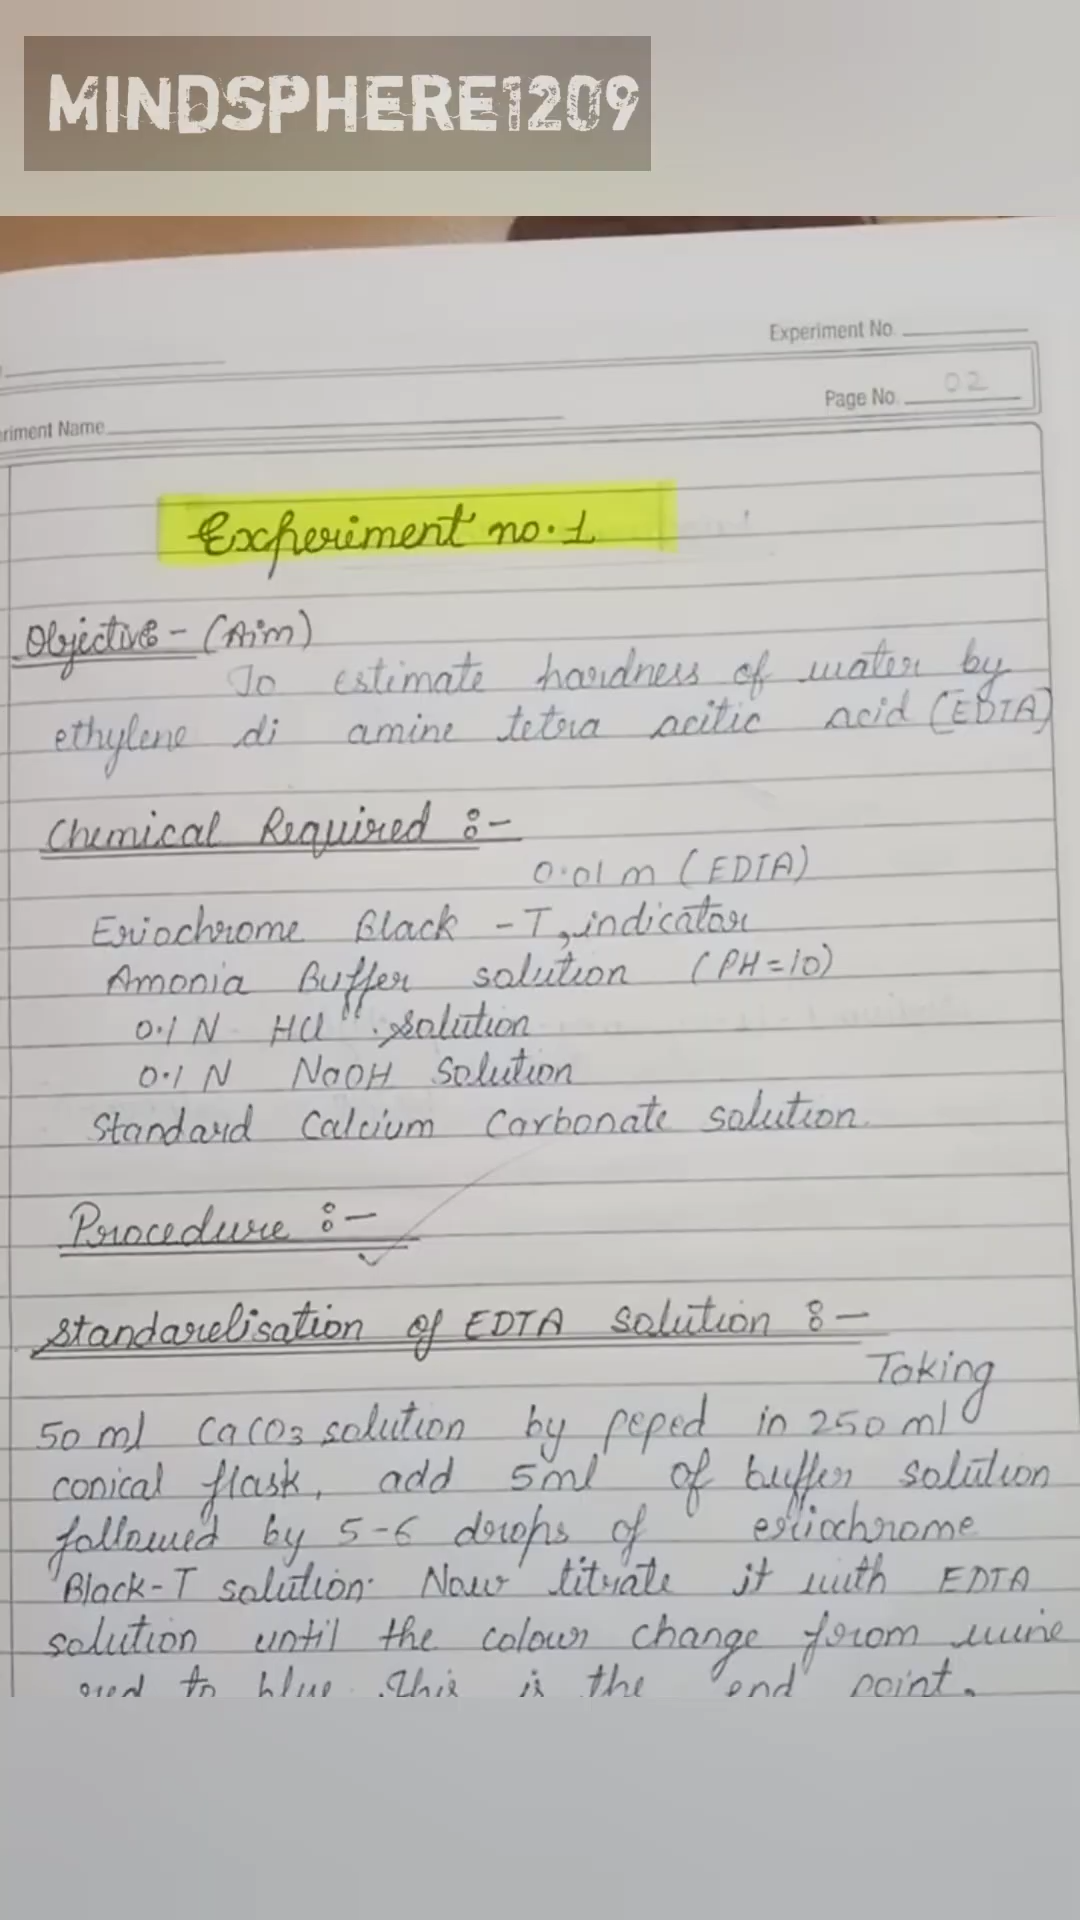 MINDSPHERE1209
Experiment No.
Page No. 02
riment Name
Experiment no. 1
Objective - (Aim)
To estimate hardness of water by
ethylene di amine tetra acitic acid (EDTA)
Chemical Required :-
0.01 m (EDTA)
Eriochrome Black - T, indicator
Amonia Buffer solution (PH=10)
0.1 N HCl solution
0.1 N NaOH Solution
Standard Calcium Carbonate solution.
Procedure :-
Standarelisation of EDTA solution :-
Taking
50 ml CaCO3 solution by peped in 250 ml
conical flask, add 5ml of buffer solution
followed by 5-6 drops of eriochrome
Black-T solution. Now titrate it with EDTA
solution until the colour change forom wine
red to blue. This is the end point.